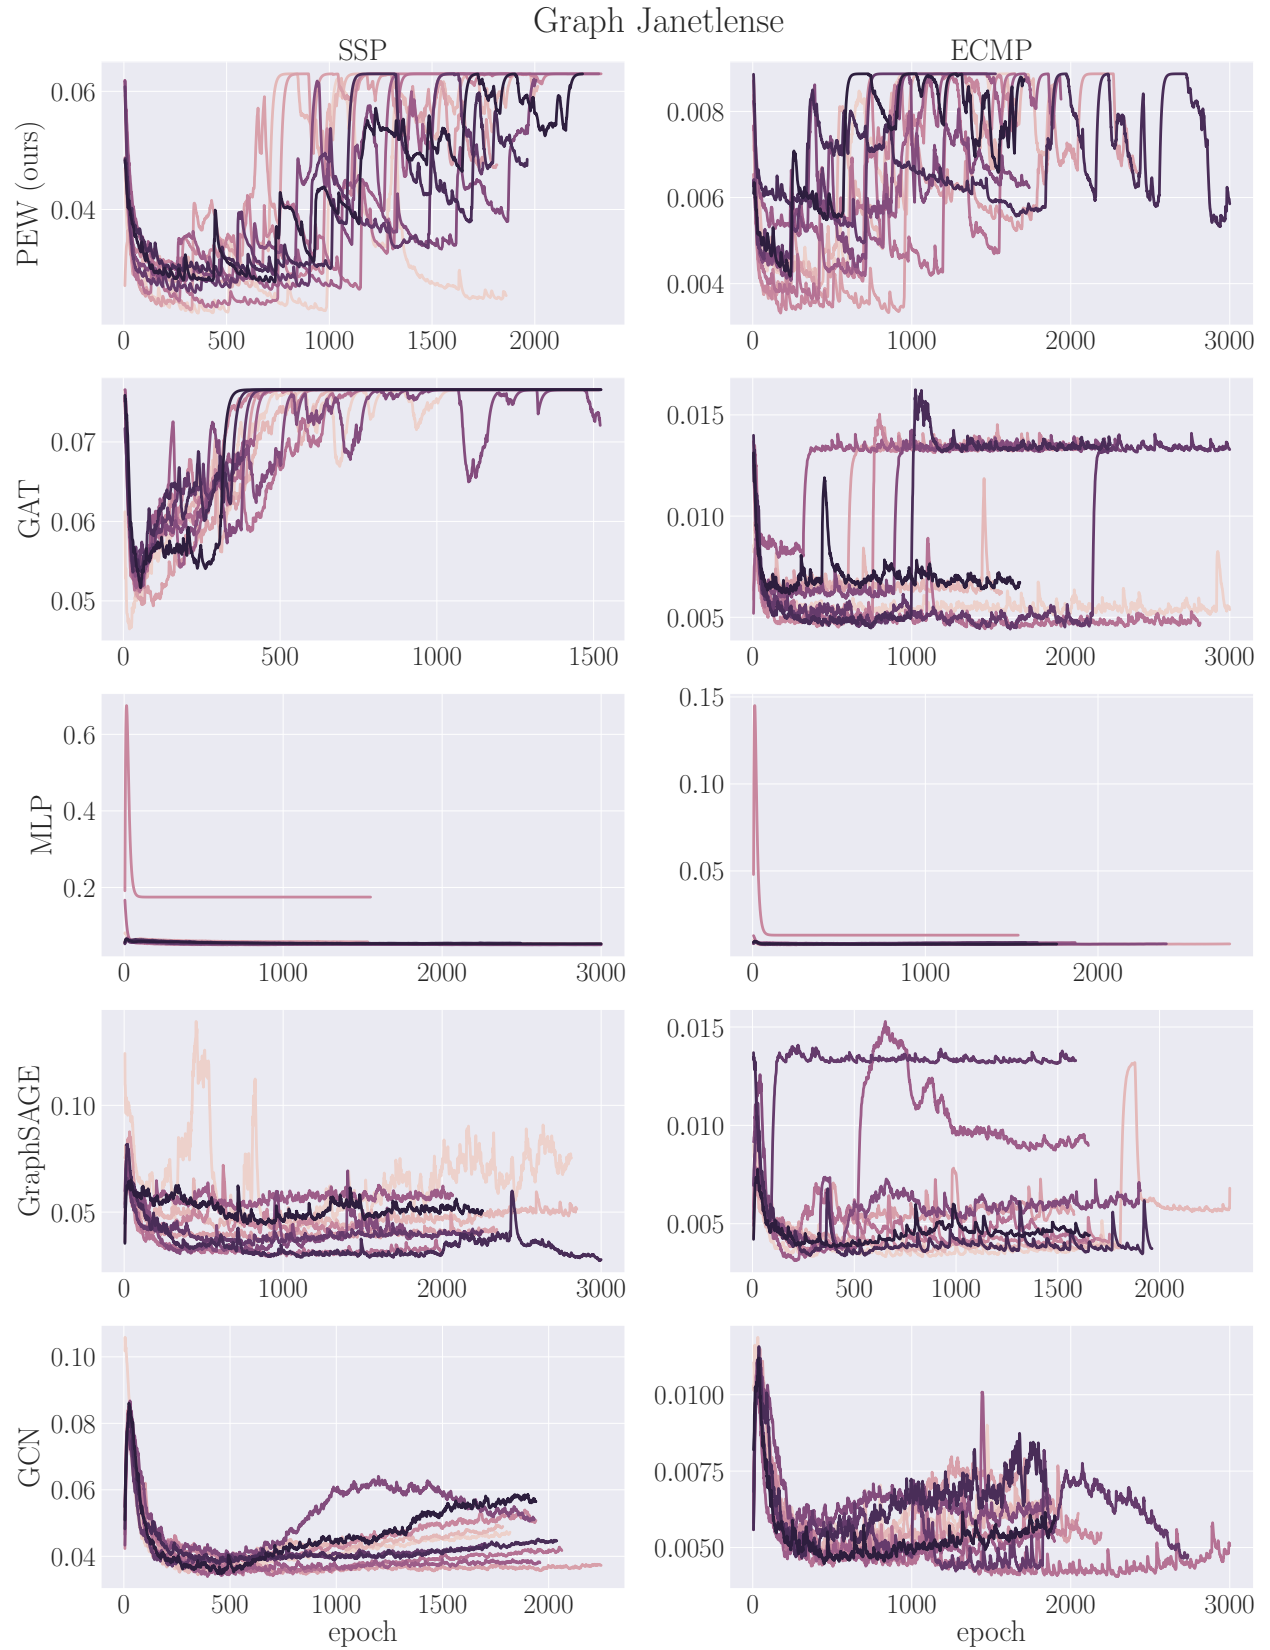 Graph Janetlense
SSP
ECMP
PEW (ours)
0.06
0.04
0 500 1000 1500 2000
0.008
0.006
0.004
0 1000 2000 3000
GAT
0.07
0.06
0.05
0 500 1000 1500
0.015
0.010
0.005
0 1000 2000 3000
MLP
0.6
0.4
0.2
0 1000 2000 3000
0.15
0.10
0.05
0 1000 2000
GraphSAGE
0.10
0.05
0 1000 2000 3000
0.015
0.010
0.005
0 500 1000 1500 2000
GCN
0.10
0.08
0.06
0.04
0 500 1000 1500 2000
epoch
0.0100
0.0075
0.0050
0 1000 2000 3000
epoch